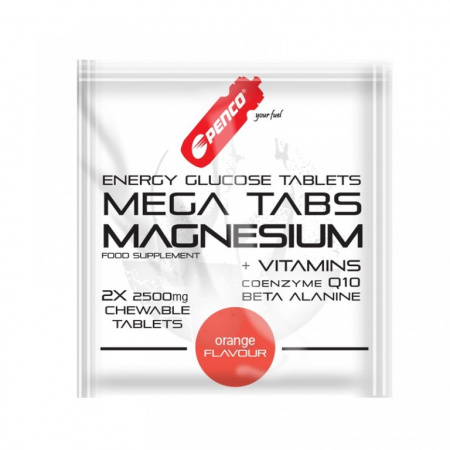 PENCO®
your fuel
ENERGY GLUCOSE TABLETS
MEGA TABS
MAGNESIUM
FOOD SUPPLEMENT
+ VITAMINS
COENZYME Q10
BETA ALANINE
2X 2500mg
CHEWABLE
TABLETS
orange
FLAVOUR